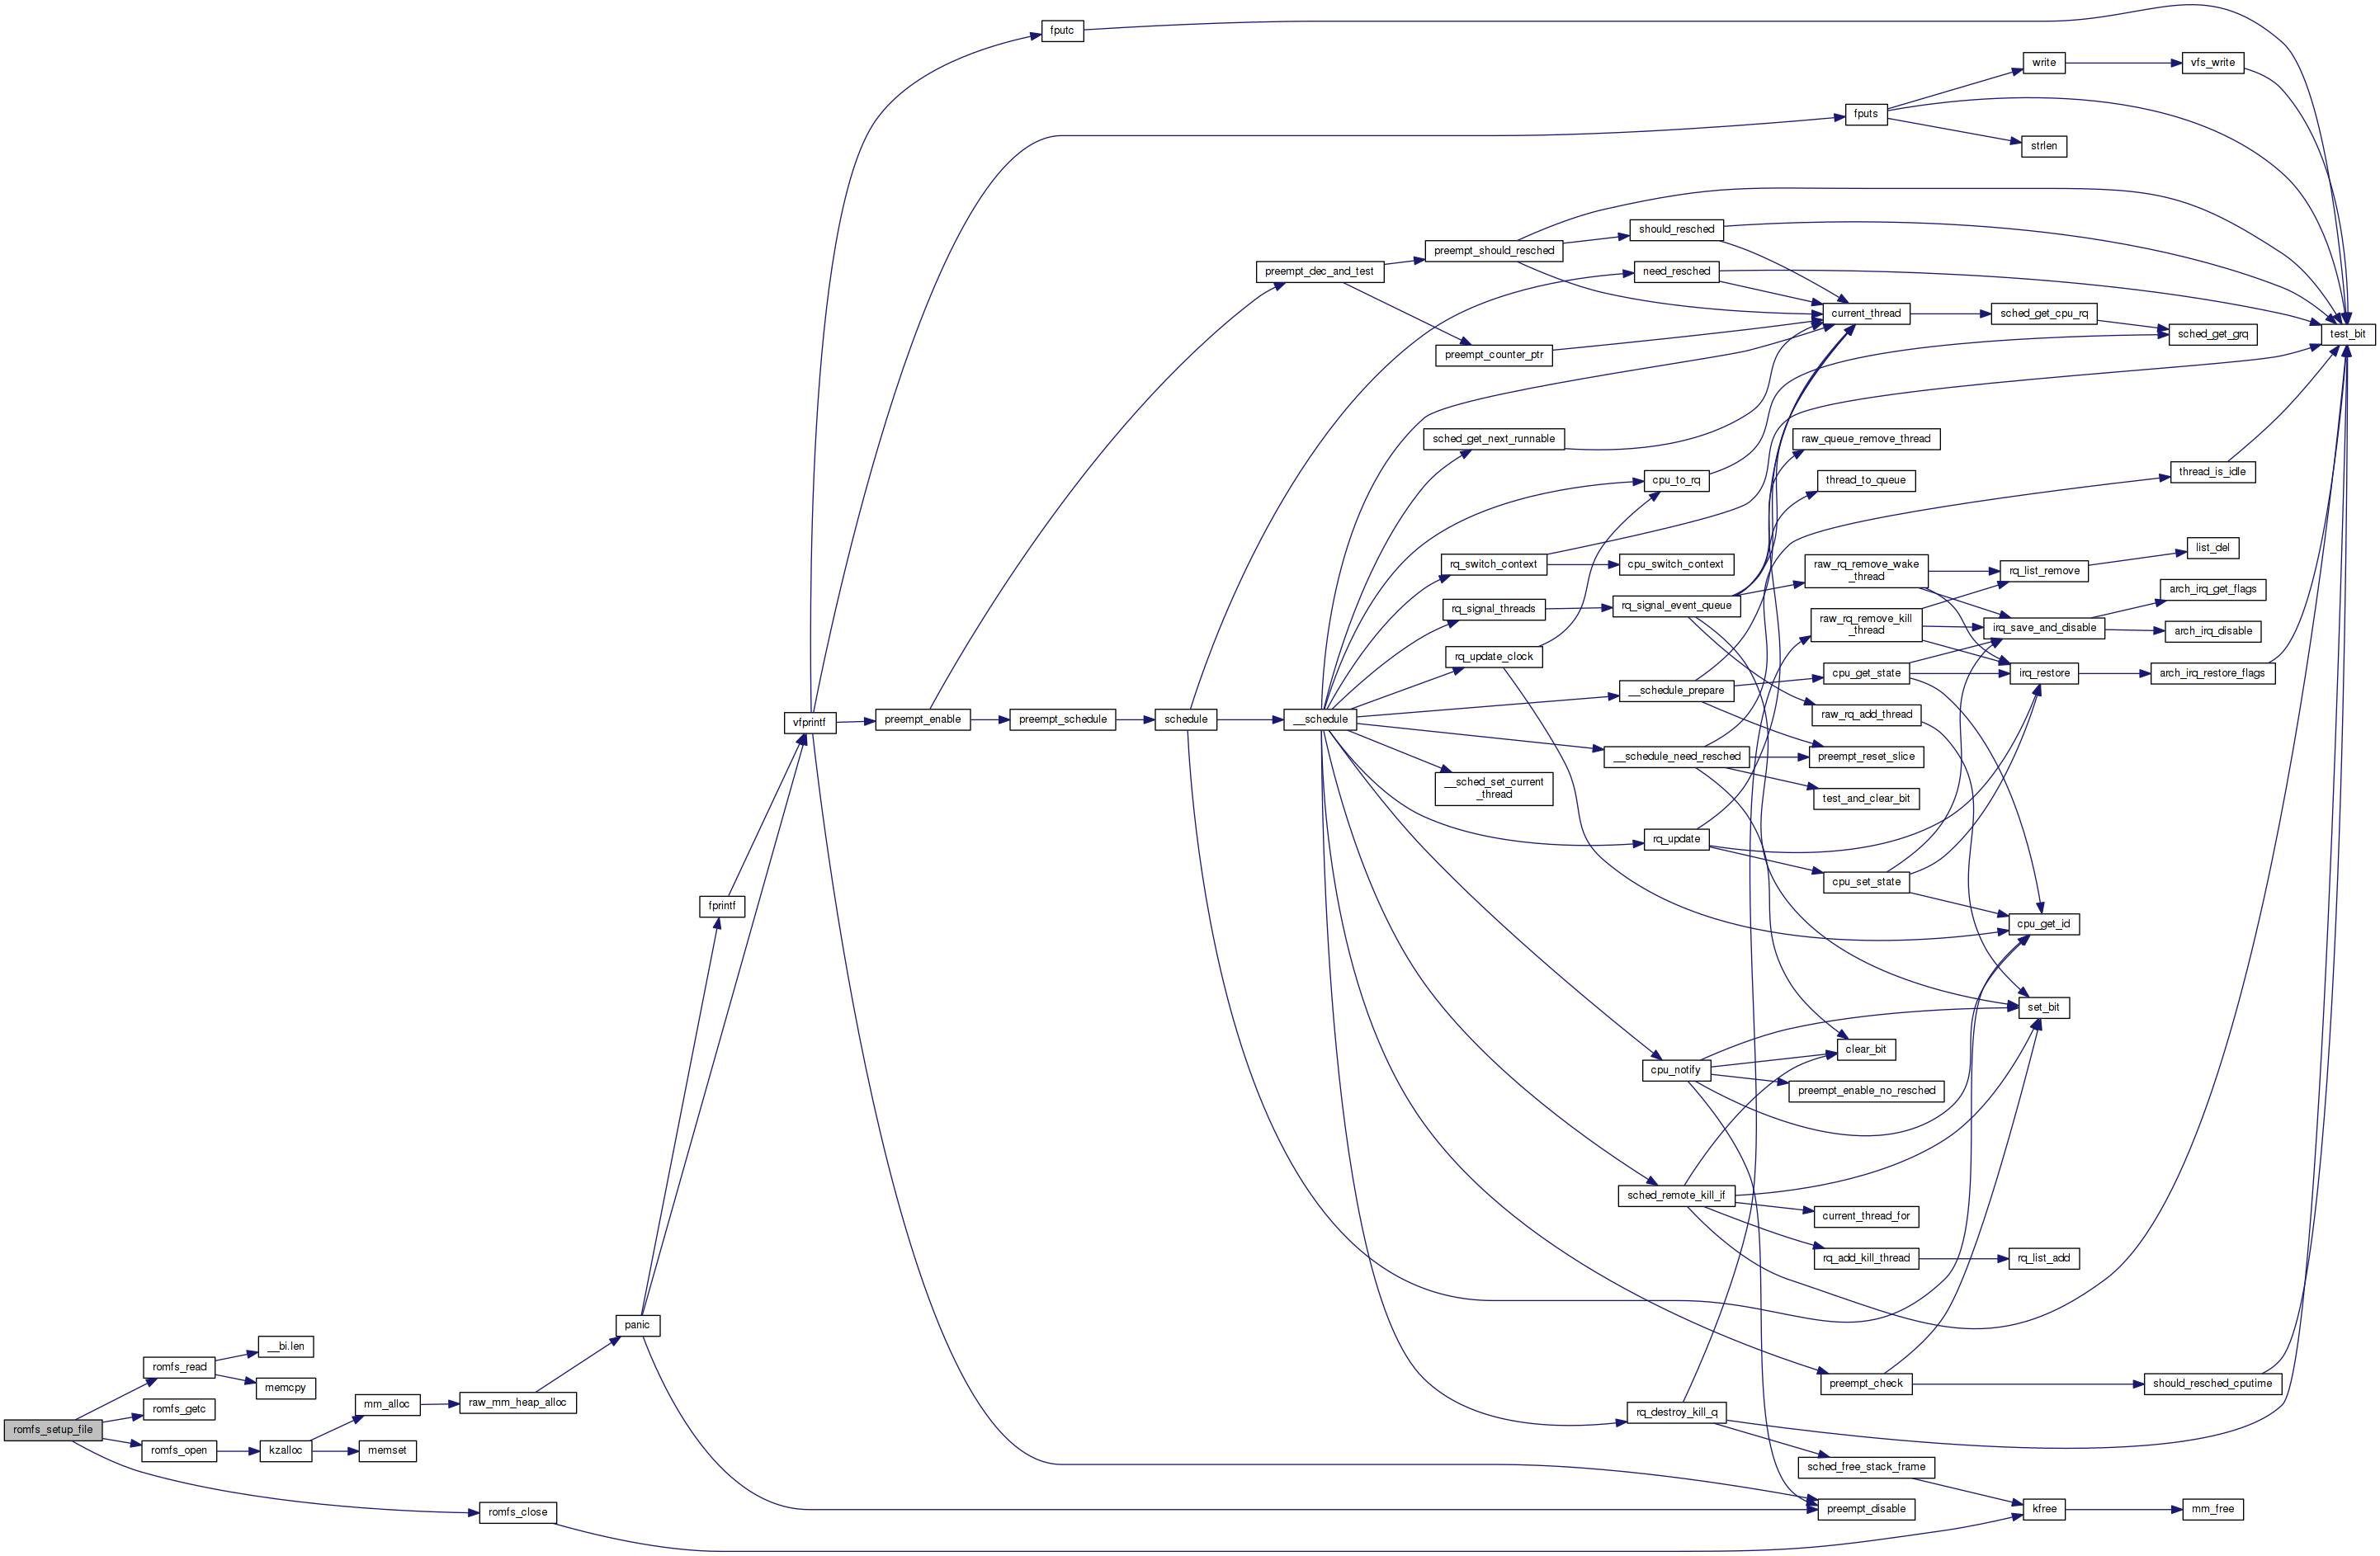 fputc
write
vfs_write
fputs
strlen
should_resched
preempt_should_resched
need_resched
preempt_dec_and_test
current_thread
sched_get_cpu_rq
sched_get_grq
test_bit
preempt_counter_ptr
sched_get_next_runnable
raw_queue_remove_thread
thread_is_idle
cpu_to_rq
thread_to_queue
list_del
rq_switch_context
cpu_switch_context
raw_rq_remove_wake
_thread
rq_list_remove
arch_irq_get_flags
rq_signal_threads
rq_signal_event_queue
raw_rq_remove_kill
_thread
irq_save_and_disable
arch_irq_disable
rq_update_clock
cpu_get_state
irq_restore
arch_irq_restore_flags
__schedule_prepare
raw_rq_add_thread
vfprintf
preempt_enable
preempt_schedule
schedule
__schedule
__schedule_need_resched
preempt_reset_slice
__sched_set_current
_thread
test_and_clear_bit
rq_update
cpu_set_state
fprintf
cpu_get_id
set_bit
clear_bit
cpu_notify
preempt_enable_no_resched
sched_remote_kill_if
current_thread_for
rq_add_kill_thread
rq_list_add
panic
__bi.len
romfs_read
memcpy
preempt_check
should_resched_cputime
mm_alloc
raw_mm_heap_alloc
romfs_getc
rq_destroy_kill_q
romfs_setup_file
romfs_open
kzalloc
memset
sched_free_stack_frame
romfs_close
preempt_disable
kfree
mm_free